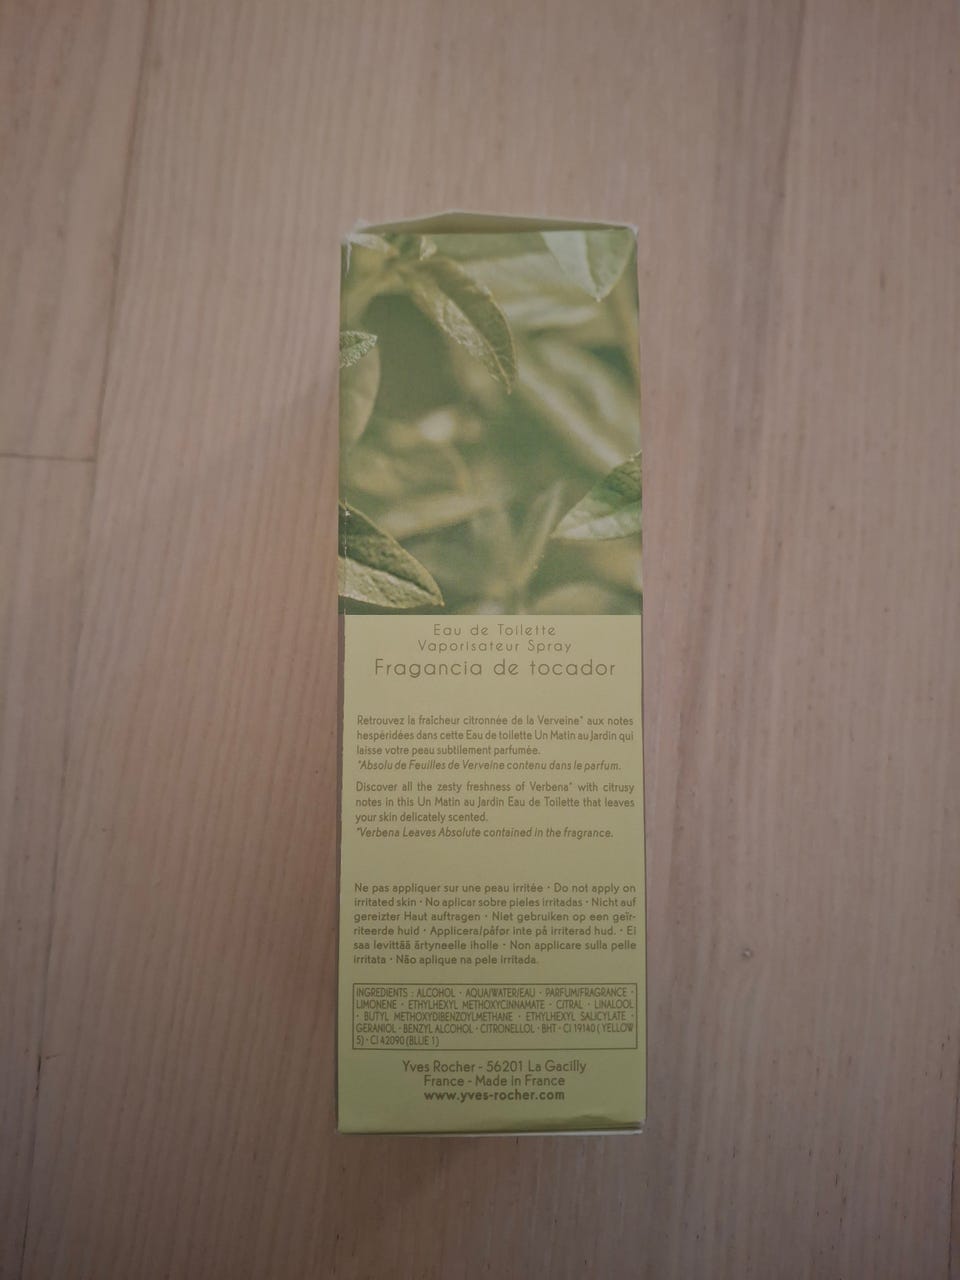 Eau de Toilette
Vaporisateur Spray
Fragancia de tocador
Retrouvez la fraîcheur citronnée de la Verveine* aux notes
hespéridées dans cette Eau de toilette Un Matin au Jardin qui
laisse votre peau subtilement parfumée.
*Absolu de Feuilles de Verveine contenu dans le parfum.
Discover all the zesty freshness of Verbena* with citrusy
notes in this Un Matin au Jardin Eau de Toilette that leaves
your skin delicately scented.
*Verbena Leaves Absolute contained in the fragrance.
Ne pas appliquer sur une peau irritée · Do not apply on
irritated skin · No aplicar sobre pieles irritadas · Nicht auf
gereizter Haut auftragen · Niet gebruiken op een geïr-
riteerde huid · Applicera/påfør inte på irriterad hud. · Ei
saa levittää ärtyneelle iholle · Non applicare sulla pelle
irritata · Não aplique na pele irritada.
INGREDIENTS : ALCOHOL · AQUA/WATER/EAU · PARFUM/FRAGRANCE ·
LIMONENE · ETHYLHEXYL METHOXYCINNAMATE · CITRAL · LINALOOL
· BUTYL METHOXYDIBENZOYLMETHANE · ETHYLHEXYL SALICYLATE ·
GERANIOL · BENZYL ALCOHOL · CITRONELLOL · BHT · CI 19140 ( YELLOW
5) · CI 42090 (BLUE 1)
Yves Rocher - 56201 La Gacilly
France - Made in France
www.yves-rocher.com